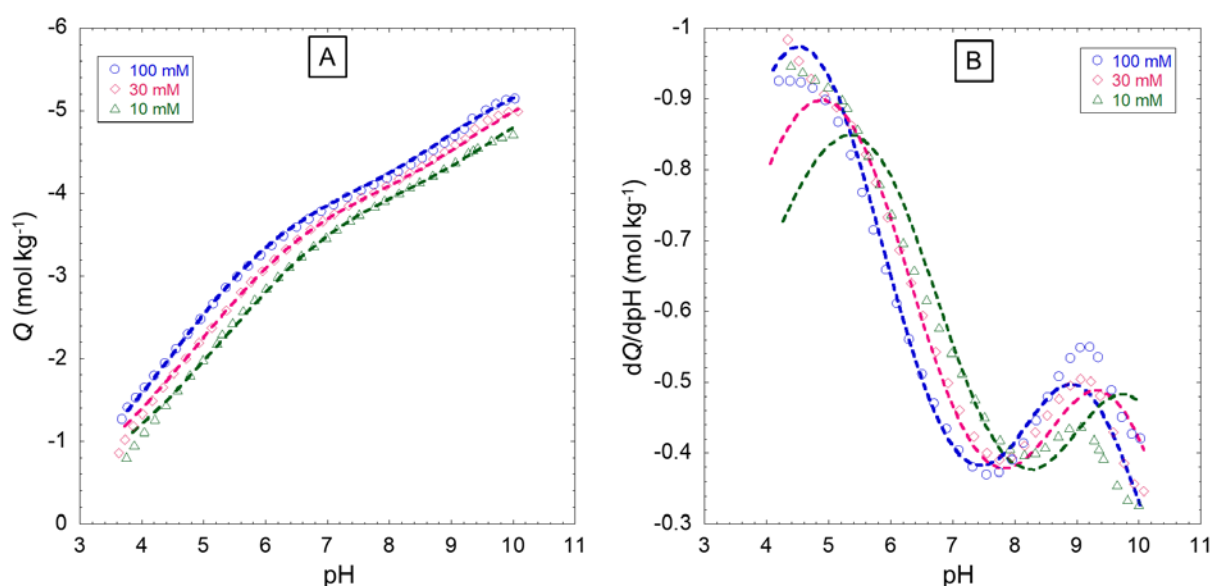 A
100 mM
30 mM
10 mM
Q (mol kg⁻¹)
-6
-5
-4
-3
-2
-1
0
3 4 5 6 7 8 9 10 11
pH
B
100 mM
30 mM
10 mM
dQ/dpH (mol kg⁻¹)
-1
-0.9
-0.8
-0.7
-0.6
-0.5
-0.4
-0.3
3 4 5 6 7 8 9 10 11
pH